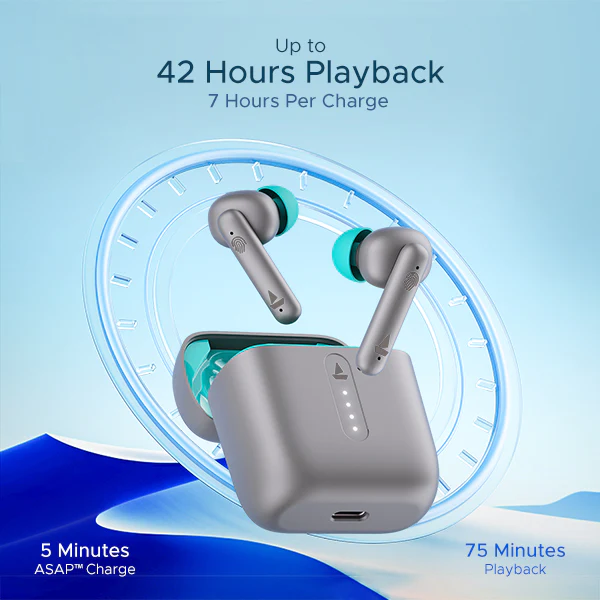 Up to
42 Hours Playback
7 Hours Per Charge
5 Minutes
ASAP™ Charge
75 Minutes
Playback